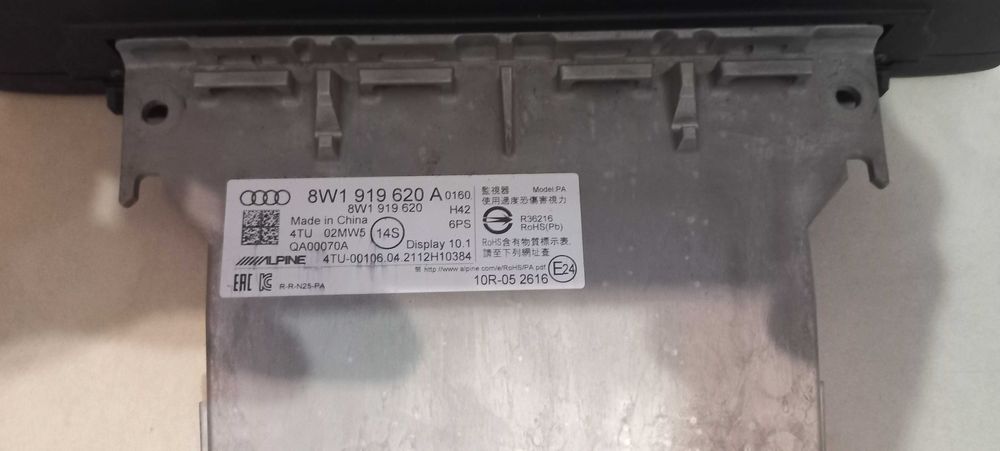 8W1 919 620 A 0160
8W1 919 620 H42
Made in China 6PS
4TU 02MW5 14S
QA00070A Display 10.1
ALPINE 4TU-00106.04.2112H10384
EAC R-R-N25-PA
監視器 Model:PA
使用過度恐傷害視力
R36216
RoHS(Pb)
RoHS含有物質標示表,
請至下列網址查
閱 http://www.alpine.com/e/RoHS/PA.pdf
E24
10R-05 2616